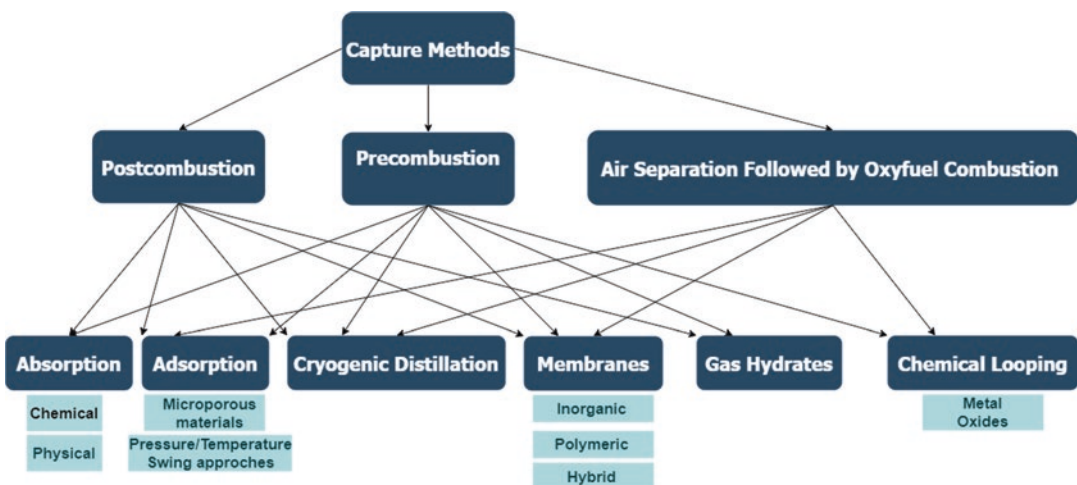 Capture Methods
Postcombustion
Precombustion
Air Separation Followed by Oxyfuel Combustion
Absorption
Adsorption
Cryogenic Distillation
Membranes
Gas Hydrates
Chemical Looping
Chemical
Physical
Microporous
materials
Pressure/Temperature
Swing approches
Inorganic
Polymeric
Hybrid
Metal
Oxides